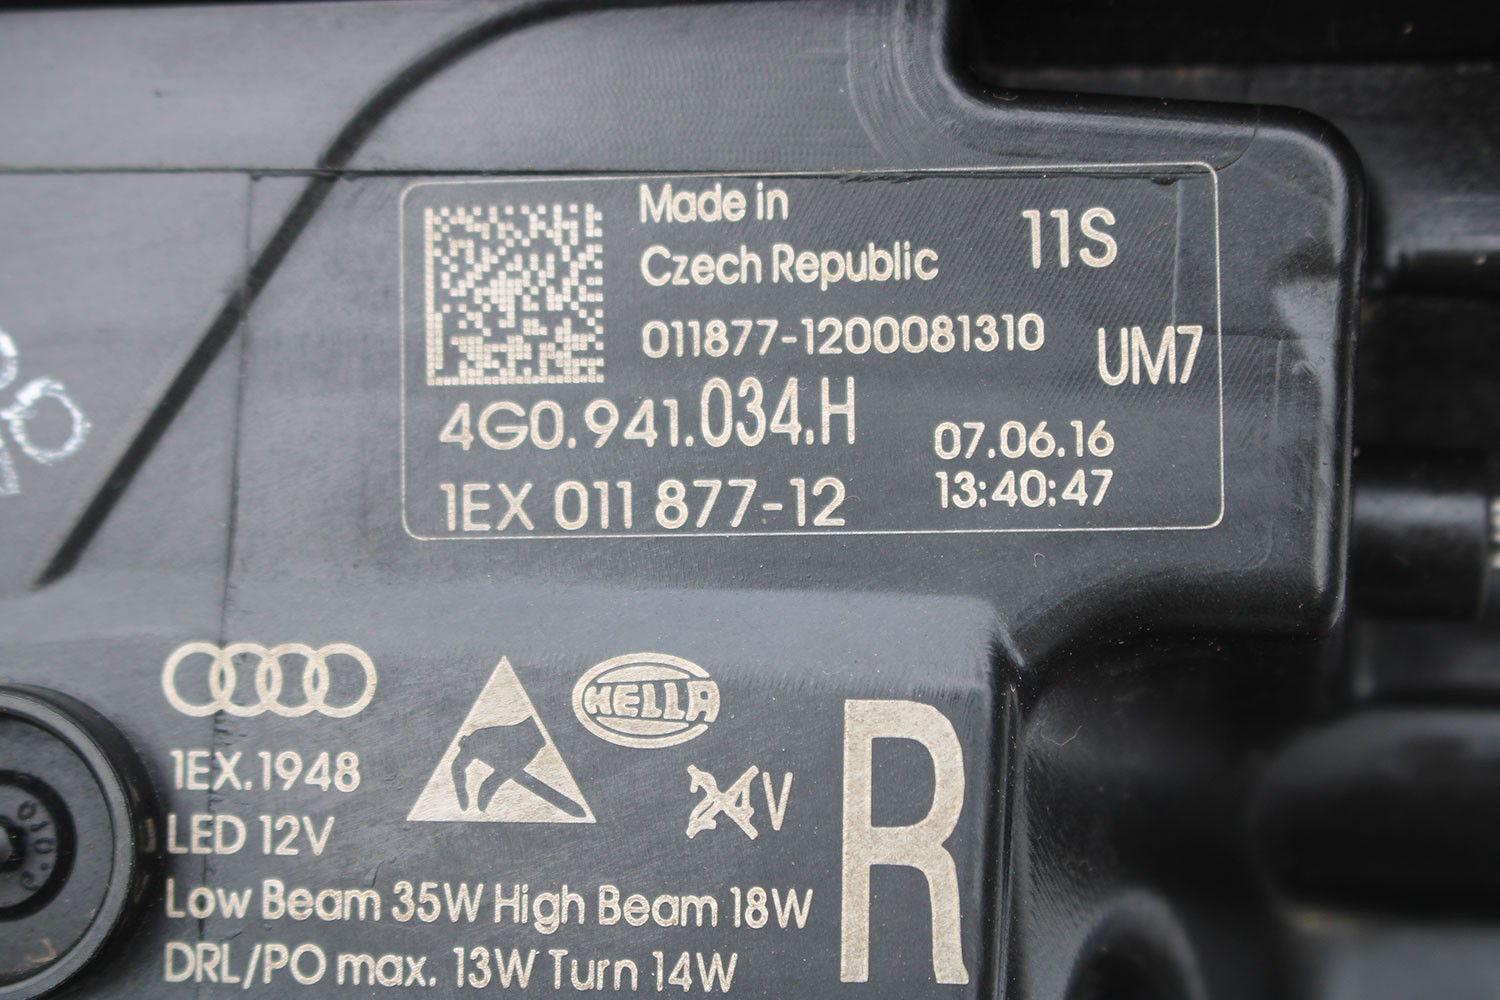 Made in
Czech Republic
11S
011877-1200081310
UM7
4G0.941.034.H
07.06.16
1EX 011 877-12
13:40:47
HELLA
1EX.1948
24V
LED 12V
R
Low Beam 35W High Beam 18W
DRL/PO max. 13W Turn 14W